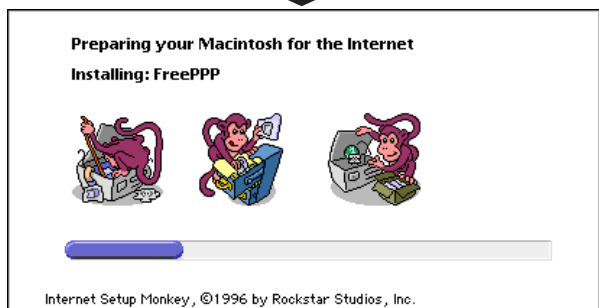 Preparing your Macintosh for the Internet
Installing: FreePPP
Internet Setup Monkey, ©1996 by Rockstar Studios, Inc.